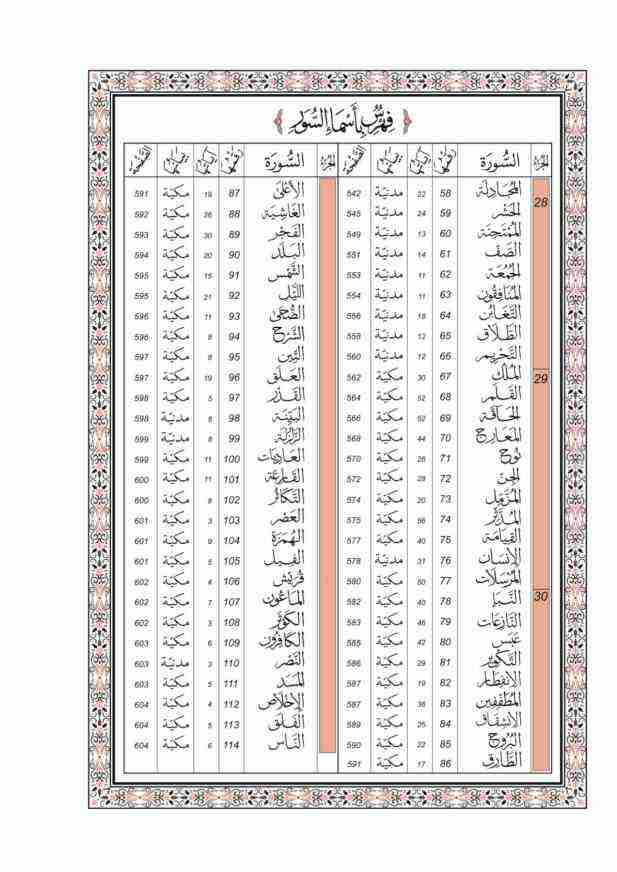 فهرس بأسماء السور
الجزء السورة رقمها آياتها بيانها الصفحة
28 المجادلة 58 22 مدنية 542
الحشر 59 24 مدنية 545
الممتحنة 60 13 مدنية 549
الصف 61 14 مدنية 551
الجمعة 62 11 مدنية 553
المنافقون 63 11 مدنية 554
التغابن 64 18 مدنية 556
الطلاق 65 12 مدنية 558
التحريم 66 12 مدنية 560
29 الملك 67 30 مكية 562
القلم 68 52 مكية 564
الحاقة 69 52 مكية 566
المعارج 70 44 مكية 568
نوح 71 28 مكية 570
الجن 72 28 مكية 572
المزمل 73 20 مكية 574
المدثر 74 56 مكية 575
القيامة 75 40 مكية 577
الإنسان 76 31 مدنية 578
المرسلات 77 50 مكية 580
30 النبإ 78 40 مكية 582
النازعات 79 46 مكية 583
عبس 80 42 مكية 585
التكوير 81 29 مكية 586
الانفطار 82 19 مكية 587
المطففين 83 36 مكية 587
الانشقاق 84 25 مكية 589
البروج 85 22 مكية 590
الطارق 86 17 مكية 591
الجزء السورة رقمها آياتها بيانها الصفحة
الأعلى 87 19 مكية 591
الغاشية 88 26 مكية 592
الفجر 89 30 مكية 593
البلد 90 20 مكية 594
الشمس 91 15 مكية 595
الليل 92 21 مكية 595
الضحى 93 11 مكية 596
الشرح 94 8 مكية 596
التين 95 8 مكية 597
العلق 96 19 مكية 597
القدر 97 5 مكية 598
البينة 98 8 مدنية 598
الزلزلة 99 8 مدنية 599
العاديات 100 11 مكية 599
القارعة 101 11 مكية 600
التكاثر 102 8 مكية 600
العصر 103 3 مكية 601
الهمزة 104 9 مكية 601
الفيل 105 5 مكية 601
قريش 106 4 مكية 602
الماعون 107 7 مكية 602
الكوثر 108 3 مكية 602
الكافرون 109 6 مكية 603
النصر 110 3 مدنية 603
المسد 111 5 مكية 603
الإخلاص 112 4 مكية 604
الفلق 113 5 مكية 604
الناس 114 6 مكية 604